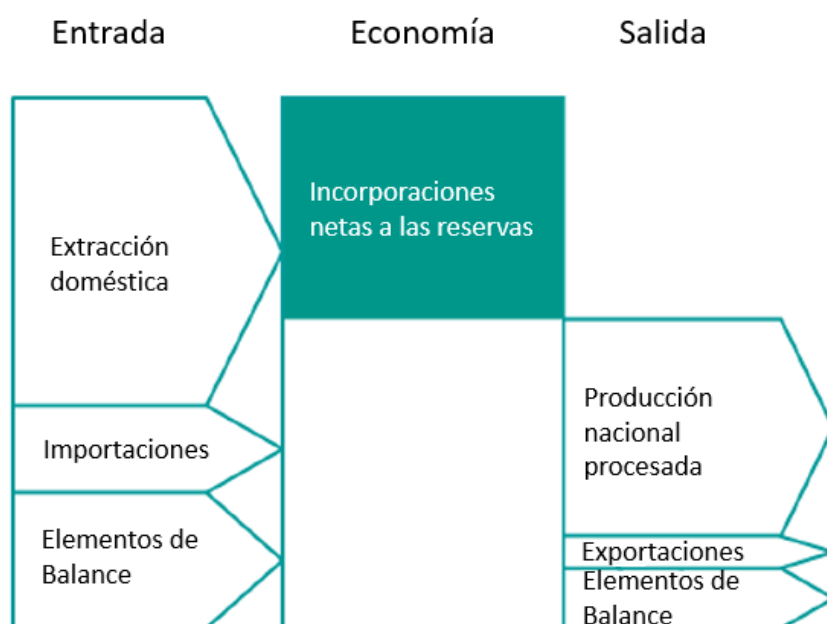 Entrada
Economía
Salida
Extracción
doméstica
Importaciones
Elementos de
Balance
Incorporaciones
netas a las reservas
Producción
nacional
procesada
Exportaciones
Elementos de
Balance